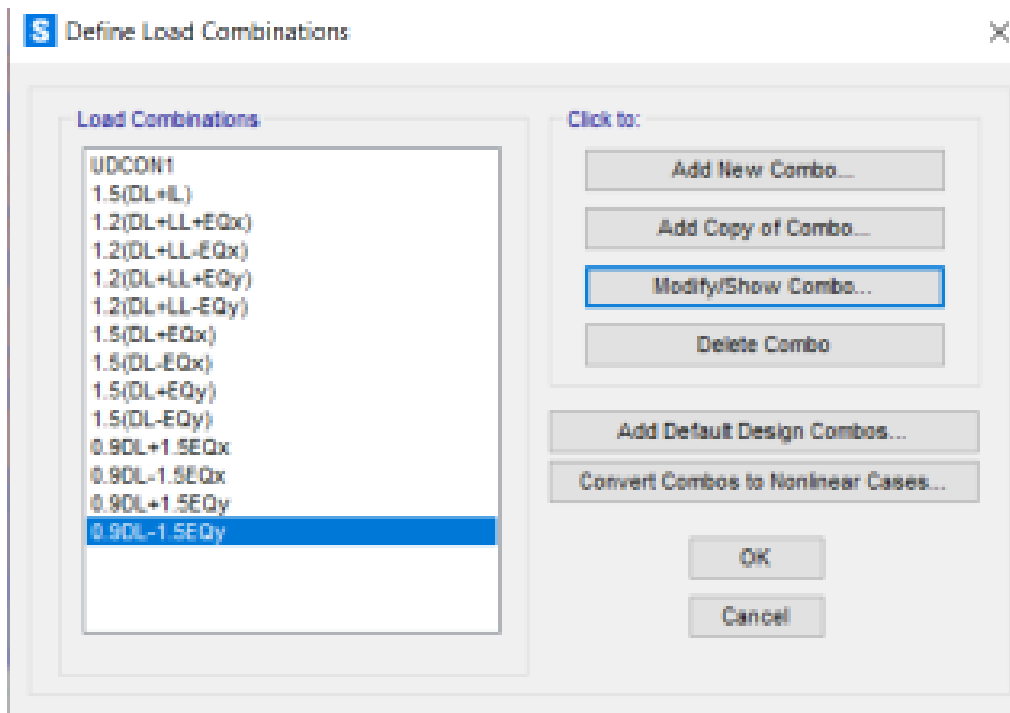 S Define Load Combinations
Load Combinations
UDCON1
1.5(DL+IL)
1.2(DL+LL+EQx)
1.2(DL+LL-EQx)
1.2(DL+LL+EQy)
1.2(DL+LL-EQy)
1.5(DL+EQx)
1.5(DL-EQx)
1.5(DL+EQy)
1.5(DL-EQy)
0.9DL+1.5EQx
0.9DL-1.5EQx
0.9DL+1.5EQy
0.9DL-1.5EQy
Click to:
Add New Combo...
Add Copy of Combo...
Modify/Show Combo...
Delete Combo
Add Default Design Combos...
Convert Combos to Nonlinear Cases...
OK
Cancel